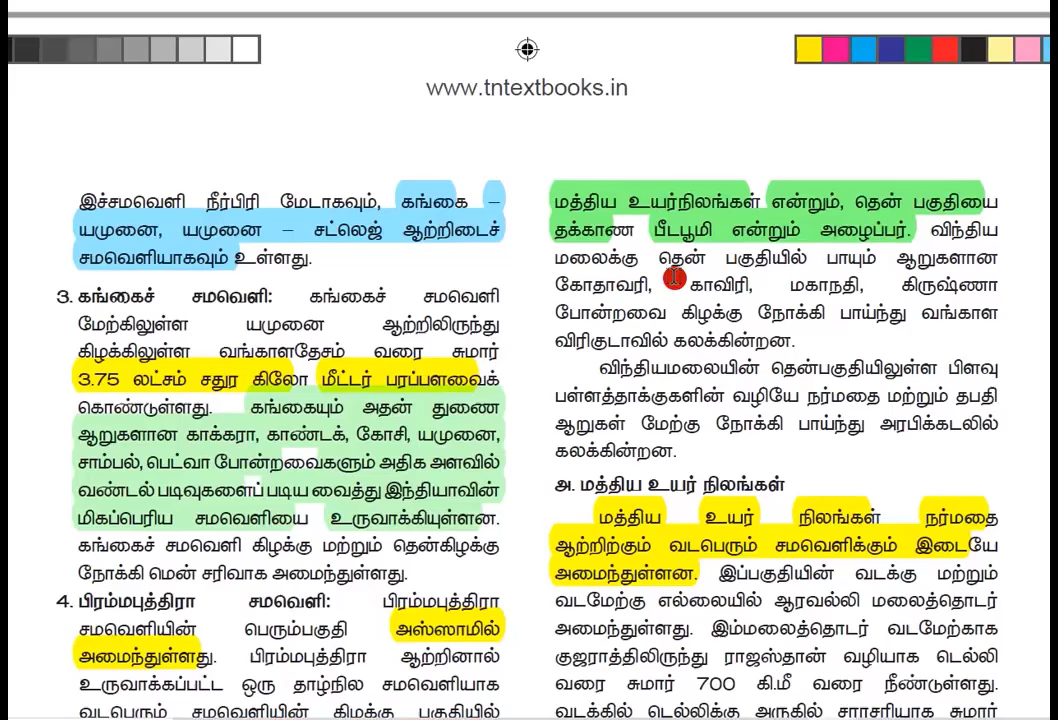 www.tntextbooks.in
இச்சமவெளி நீர்பிரி மேடாகவும், கங்கை –
யமுனை, யமுனை – சட்லெஜ் ஆற்றிடைச்
சமவெளியாகவும் உள்ளது.
3. கங்கைச் சமவெளி: கங்கைச் சமவெளி
மேற்கிலுள்ள யமுனை ஆற்றிலிருந்து
கிழக்கிலுள்ள வங்காளதேசம் வரை சுமார்
3.75 லட்சம் சதுர கிலோ மீட்டர் பரப்பளவைக்
கொண்டுள்ளது. கங்கையும் அதன் துணை
ஆறுகளான காக்கரா, காண்டக், கோசி, யமுனை,
சாம்பல், பெட்வா போன்றவைகளும் அதிக அளவில்
வண்டல் படிவுகளைப் படிய வைத்து இந்தியாவின்
மிகப்பெரிய சமவெளியை உருவாக்கியுள்ளன.
கங்கைச் சமவெளி கிழக்கு மற்றும் தென்கிழக்கு
நோக்கி மென் சரிவாக அமைந்துள்ளது.
4. பிரம்மபுத்திரா சமவெளி: பிரம்மபுத்திரா
சமவெளியின் பெரும்பகுதி அஸ்ஸாமில்
அமைந்துள்ளது. பிரம்மபுத்திரா ஆற்றினால்
உருவாக்கப்பட்ட ஒரு தாழ்நில சமவெளியாக
வடபெரும் சமவெளியின் கிழக்கு பகுதியில்
மத்திய உயர்நிலங்கள் என்றும், தென் பகுதியை
தக்காண பீடபூமி என்றும் அழைப்பர். விந்திய
மலைக்கு தென் பகுதியில் பாயும் ஆறுகளான
கோதாவரி, காவிரி, மகாநதி, கிருஷ்ணா
போன்றவை கிழக்கு நோக்கி பாய்ந்து வங்காள
விரிகுடாவில் கலக்கின்றன.
விந்தியமலையின் தென்பகுதியிலுள்ள பிளவு
பள்ளத்தாக்குகளின் வழியே நர்மதை மற்றும் தபதி
ஆறுகள் மேற்கு நோக்கி பாய்ந்து அரபிக்கடலில்
கலக்கின்றன.
அ. மத்திய உயர் நிலங்கள்
மத்திய உயர் நிலங்கள் நர்மதை
ஆற்றிற்கும் வடபெரும் சமவெளிக்கும் இடையே
அமைந்துள்ளன. இப்பகுதியின் வடக்கு மற்றும்
வடமேற்கு எல்லையில் ஆரவல்லி மலைத்தொடர்
அமைந்துள்ளது. இம்மலைத்தொடர் வடமேற்காக
குஜராத்திலிருந்து ராஜஸ்தான் வழியாக டெல்லி
வரை சுமார் 700 கி.மீ வரை நீண்டுள்ளது.
வடக்கில் டெல்லிக்கு அருகில் சராசரியாக சுமார்